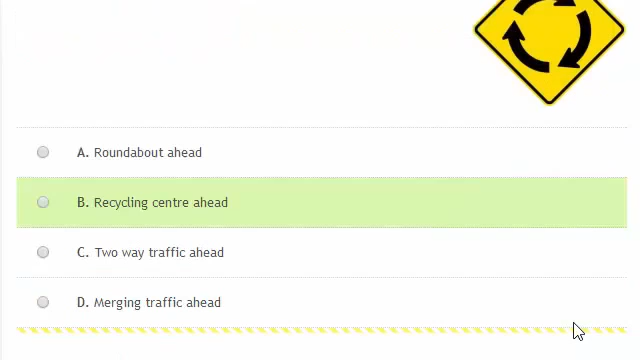 A. Roundabout ahead
B. Recycling centre ahead
C. Two way traffic ahead
D. Merging traffic ahead